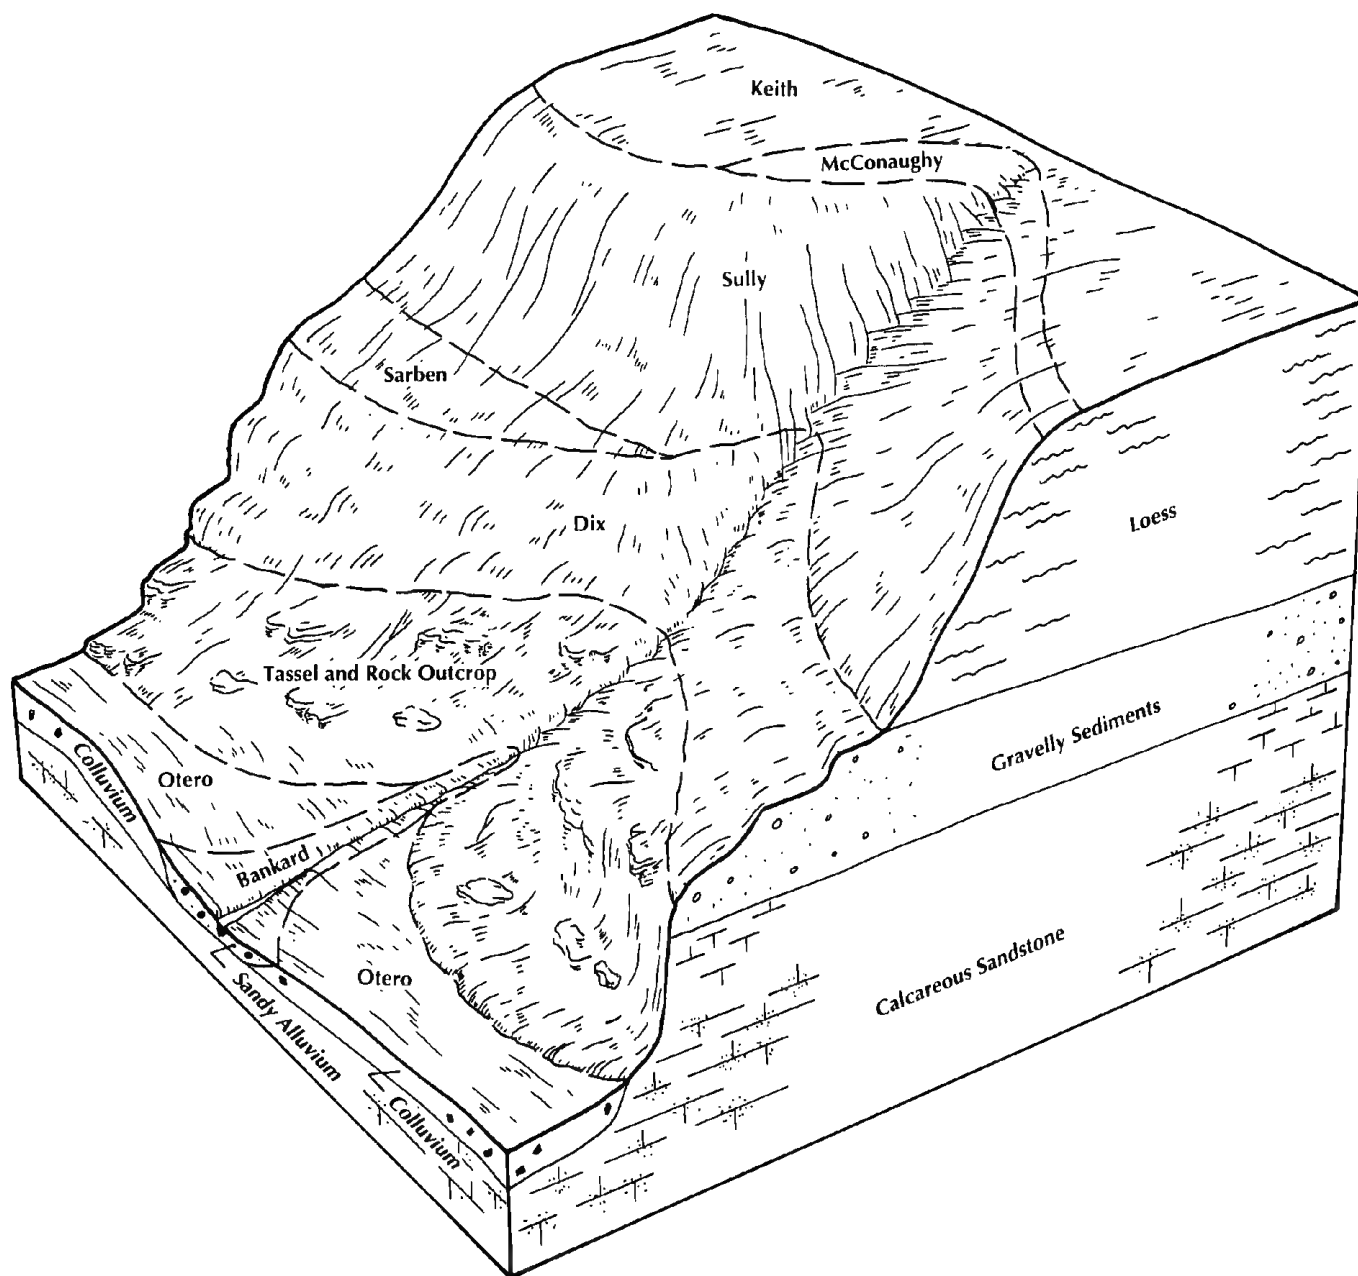 Keith
McConaughy
Sully
Sarben
Dix
Loess
Tassel and Rock Outcrop
Gravelly Sediments
Otero
Colluvium
Bankard
Otero
Calcareous Sandstone
Sandy Alluvium
Colluvium